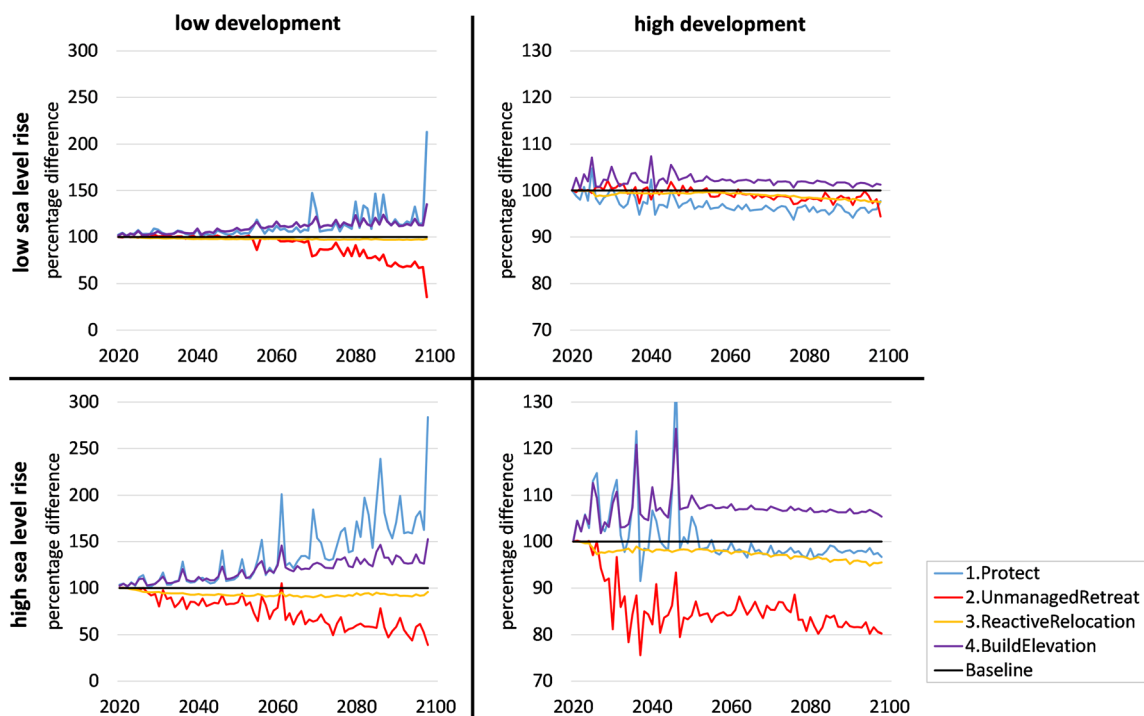 low development
high development
low sea level rise
percentage difference
300
250
200
150
100
50
0
2020 2040 2060 2080 2100
percentage difference
130
120
110
100
90
80
70
2020 2040 2060 2080 2100
high sea level rise
percentage difference
300
250
200
150
100
50
0
2020 2040 2060 2080 2100
percentage difference
130
120
110
100
90
80
70
2020 2040 2060 2080 2100
1.Protect
2.UnmanagedRetreat
3.ReactiveRelocation
4.BuildElevation
Baseline